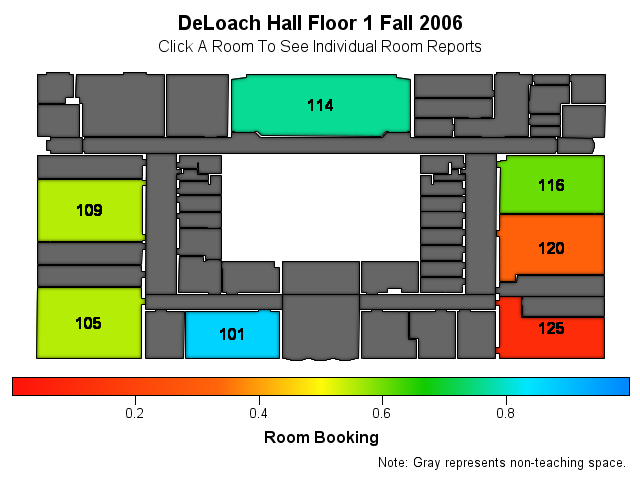 DeLoach Hall Floor 1 Fall 2006
Click A Room To See Individual Room Reports
114
109
116
120
105
101
125
0.2 0.4 0.6 0.8
Room Booking
Note: Gray represents non-teaching space.